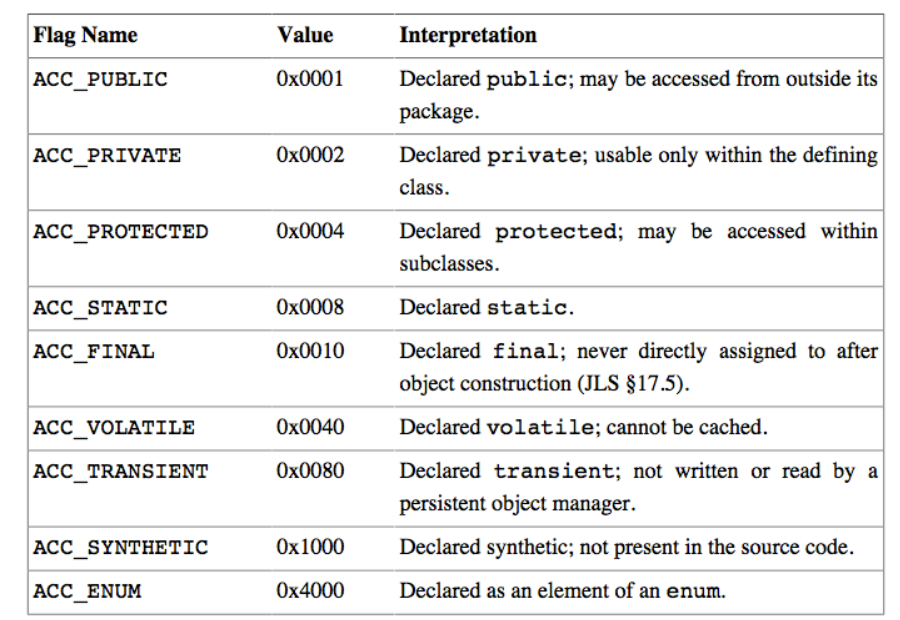 Flag Name Value Interpretation
ACC_PUBLIC 0x0001 Declared public; may be accessed from outside its
package.
ACC_PRIVATE 0x0002 Declared private; usable only within the defining
class.
ACC_PROTECTED 0x0004 Declared protected; may be accessed within
subclasses.
ACC_STATIC 0x0008 Declared static.
ACC_FINAL 0x0010 Declared final; never directly assigned to after
object construction (JLS §17.5).
ACC_VOLATILE 0x0040 Declared volatile; cannot be cached.
ACC_TRANSIENT 0x0080 Declared transient; not written or read by a
persistent object manager.
ACC_SYNTHETIC 0x1000 Declared synthetic; not present in the source code.
ACC_ENUM 0x4000 Declared as an element of an enum.